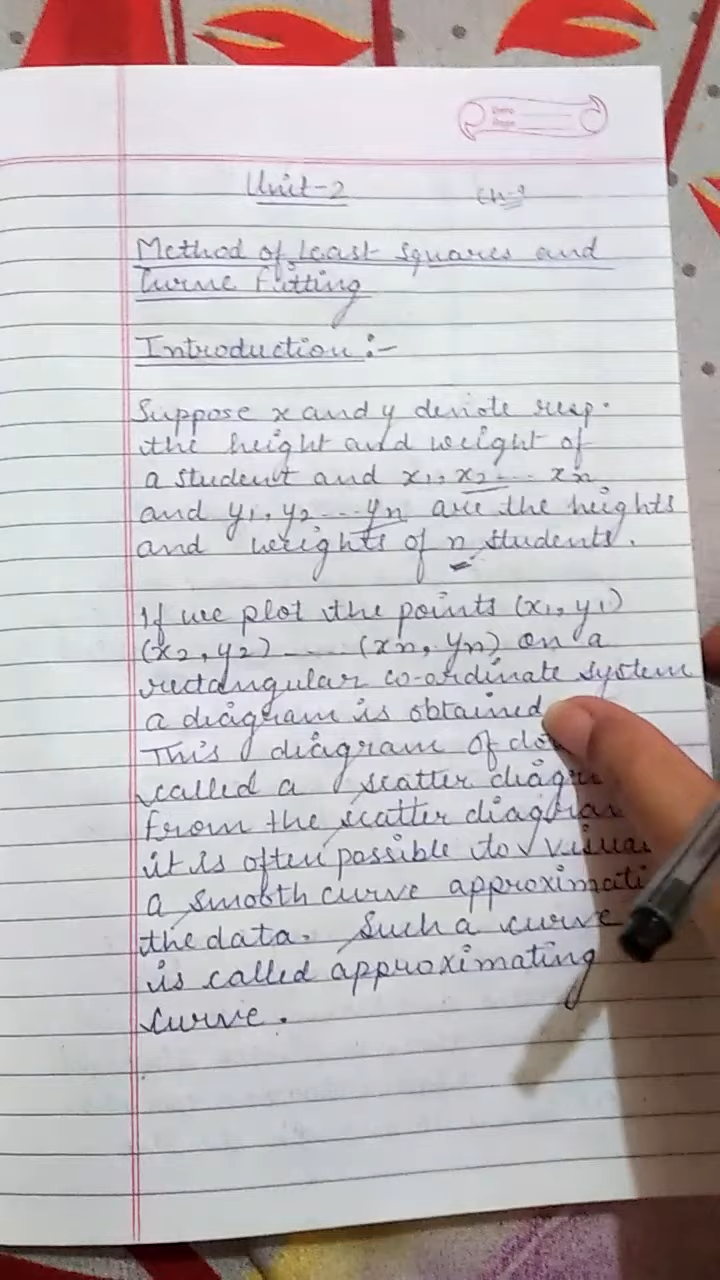 Date
Page
Unit-2 Ch-9
Method of Least Squares and
Curve Fitting
Introduction :-
Suppose x and y denote resp.
the height and weight of
a student and x1, x2 ... xn
and y1, y2 ... yn are the heights
and weights of n students.
If we plot the points (x1, y1)
(x2, y2) ..... (xn, yn) on a
rectangular co-ordinate system
a diagram is obtained
This diagram of
called a scatter
from the scatter
it is often possible to
a smooth curve
the data. Such a curve
is called approximating
curve.